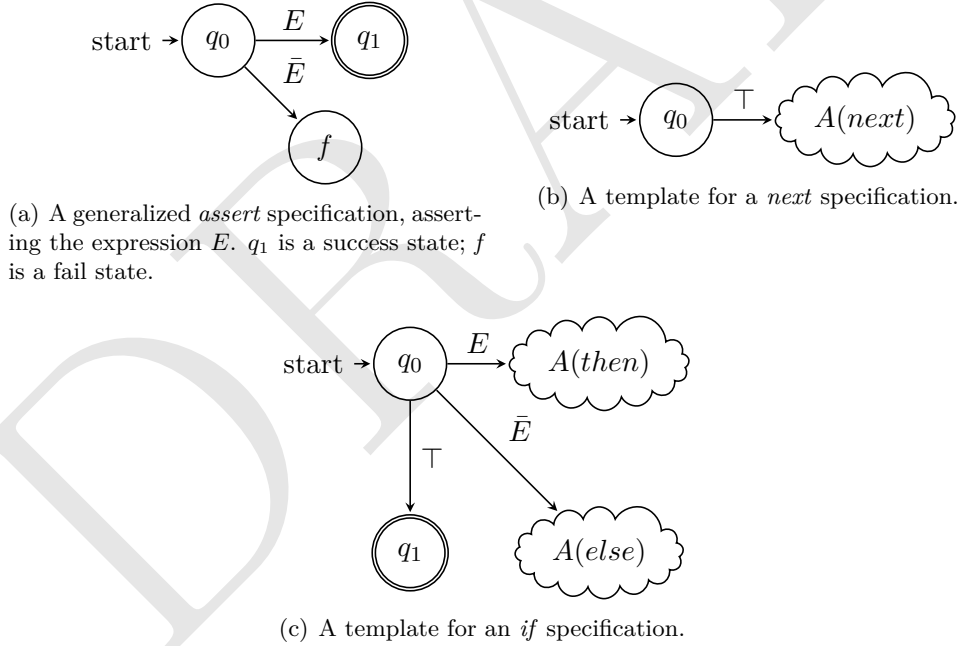 start q₀ E q₁
Ē
f
(a) A generalized assert specification, assert-
ing the expression E. q₁ is a success state; f
is a fail state.
start q₀ ⊤ A(next)
(b) A template for a next specification.
start q₀ E A(then)
Ē
⊤
q₁ A(else)
(c) A template for an if specification.
DRA